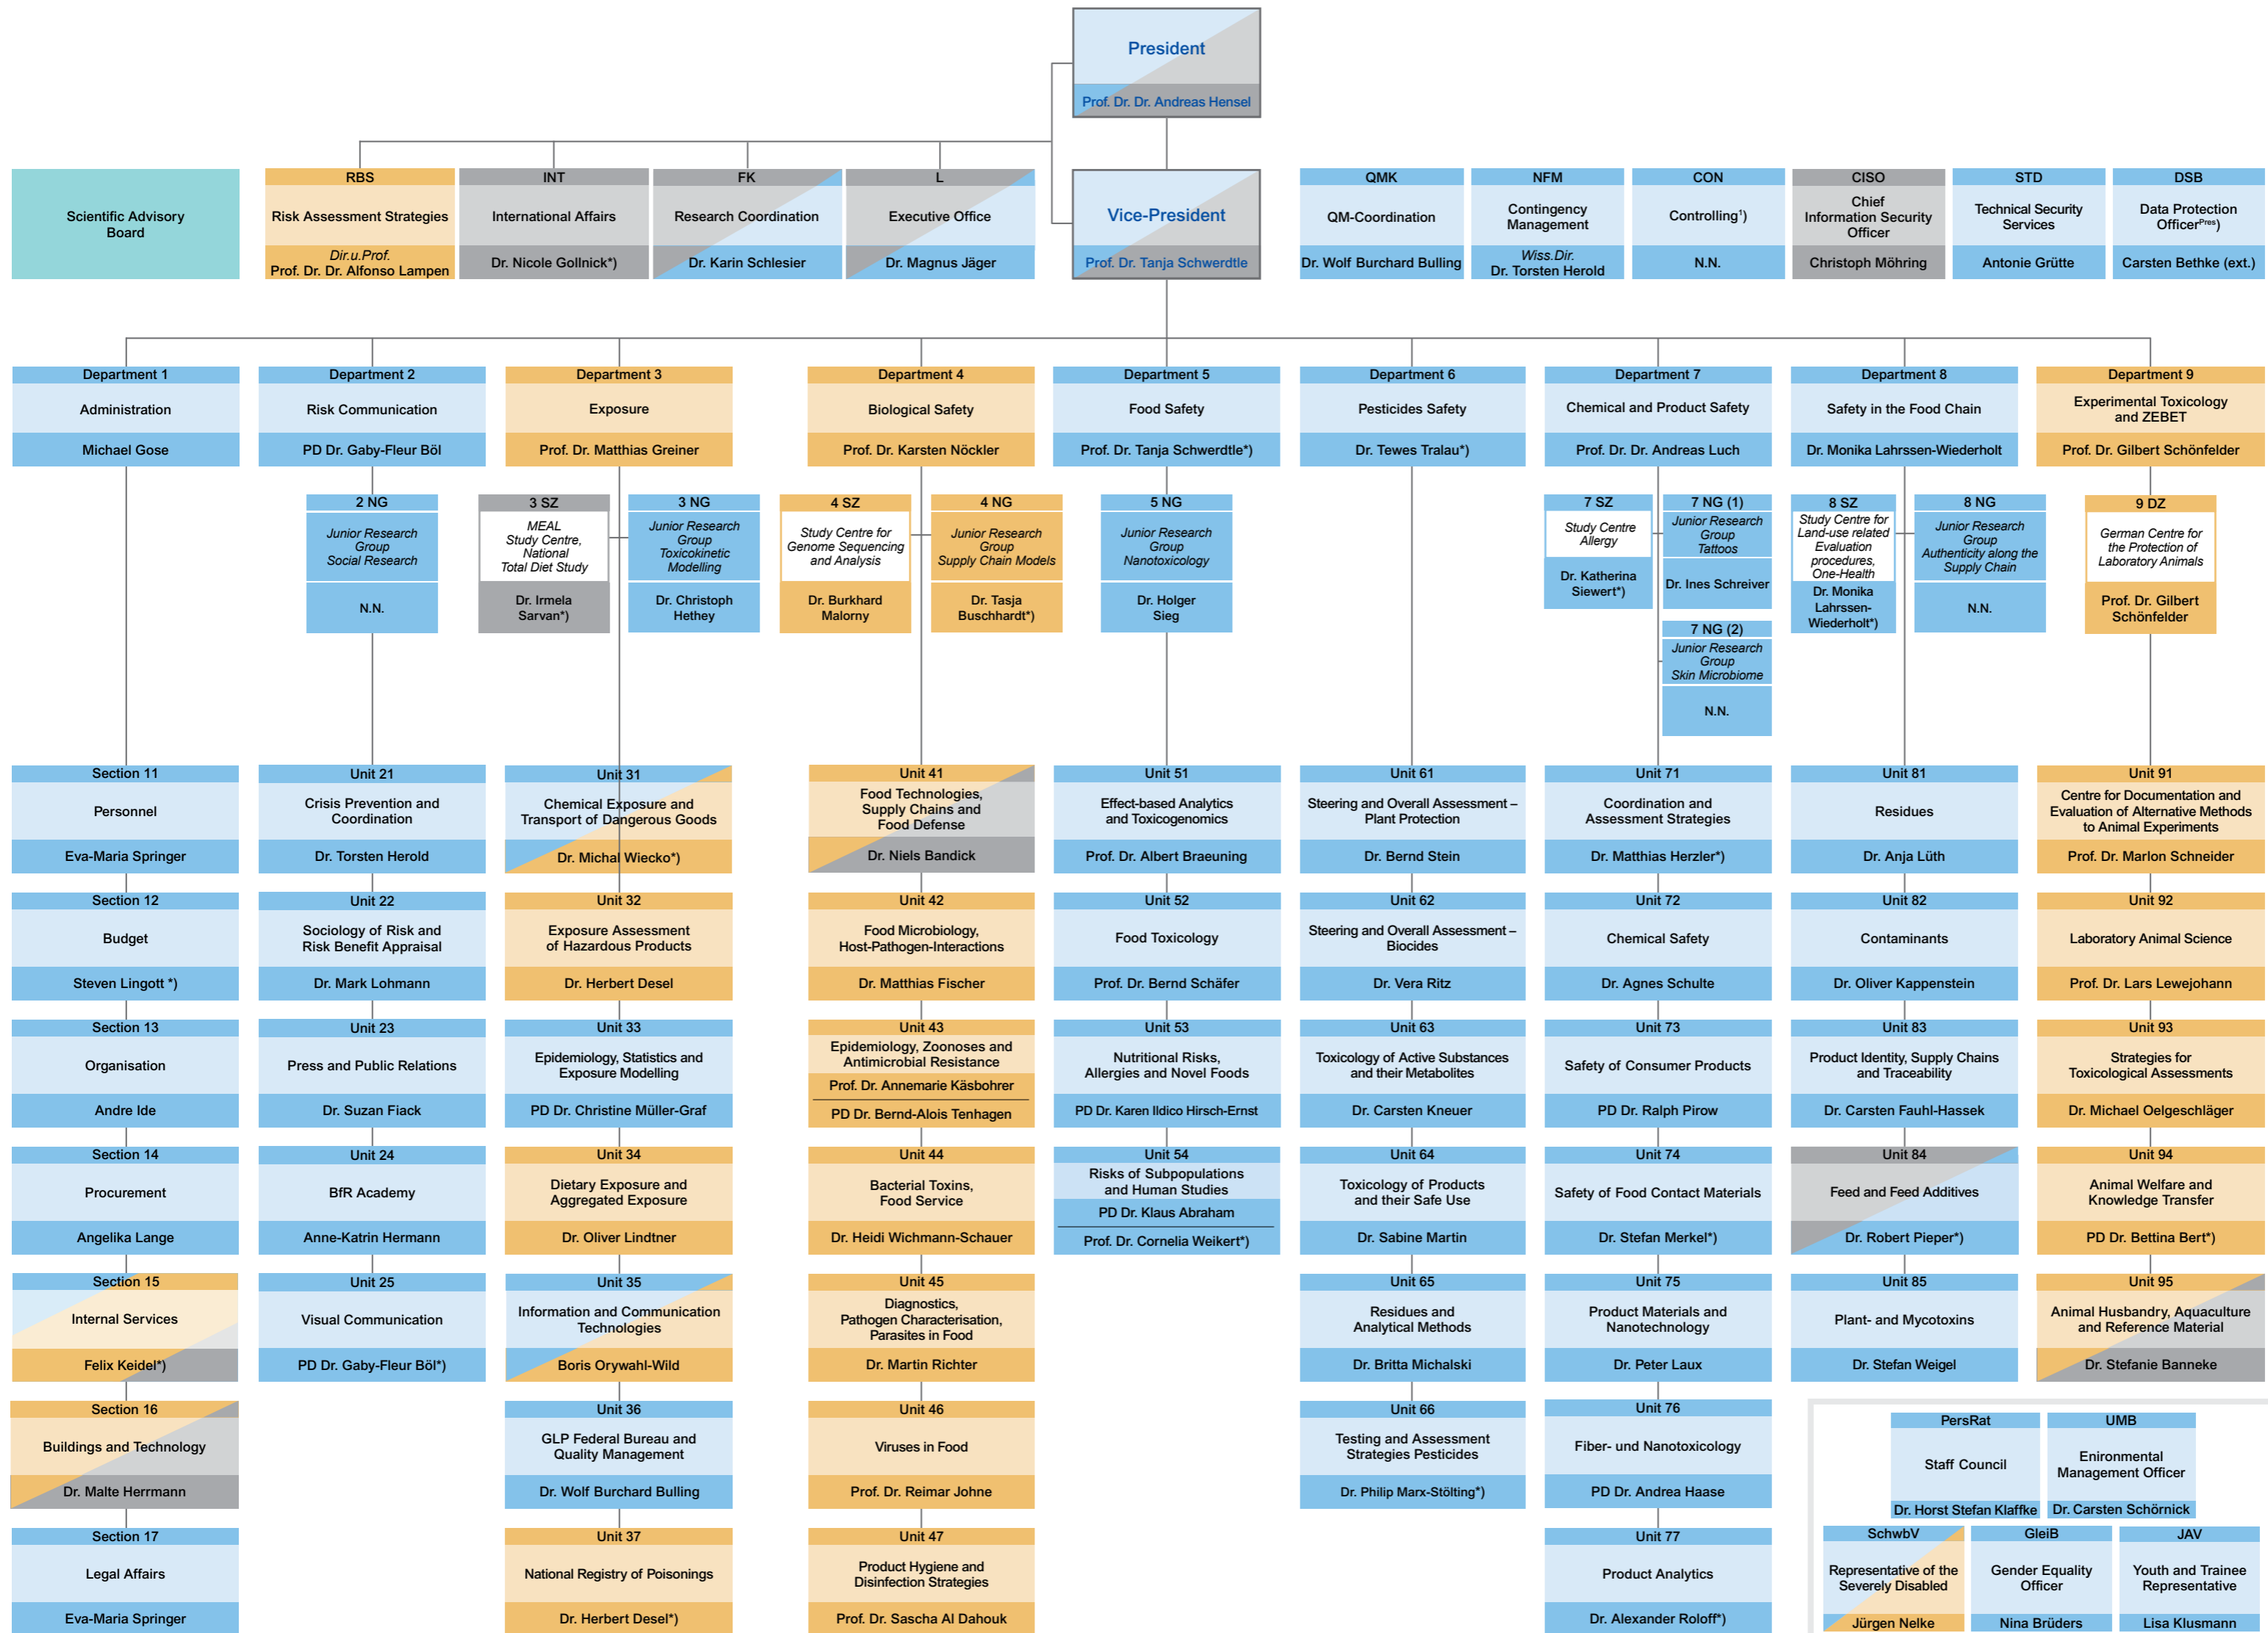 President
Prof. Dr. Dr. Andreas Hensel
Scientific Advisory
Board
RBS
Risk Assessment Strategies
Dir.u.Prof.
Prof. Dr. Dr. Alfonso Lampen
INT
International Affairs
Dr. Nicole Gollnick*)
FK
Research Coordination
Dr. Karin Schlesier
L
Executive Office
Dr. Magnus Jäger
Vice-President
Prof. Dr. Tanja Schwerdtle
QMK
QM-Coordination
Dr. Wolf Burchard Bulling
NFM
Contingency
Management
Wiss.Dir.
Dr. Torsten Herold
CON
Controlling¹)
N.N.
CISO
Chief
Information Security
Officer
Christoph Möhring
STD
Technical Security
Services
Antonie Grütte
DSB
Data Protection
Officerᴾʳᵉˢ)
Carsten Bethke (ext.)
Department 1
Administration
Michael Gose
Department 2
Risk Communication
PD Dr. Gaby-Fleur Böl
Department 3
Exposure
Prof. Dr. Matthias Greiner
Department 4
Biological Safety
Prof. Dr. Karsten Nöckler
Department 5
Food Safety
Prof. Dr. Tanja Schwerdtle*)
Department 6
Pesticides Safety
Dr. Tewes Tralau*)
Department 7
Chemical and Product Safety
Prof. Dr. Dr. Andreas Luch
Department 8
Safety in the Food Chain
Dr. Monika Lahrssen-Wiederholt
Department 9
Experimental Toxicology
and ZEBET
Prof. Dr. Gilbert Schönfelder
2 NG
Junior Research
Group
Social Research
N.N.
3 SZ
MEAL
Study Centre,
National
Total Diet Study
Dr. Irmela
Sarvan*)
3 NG
Junior Research
Group
Toxicokinetic
Modelling
Dr. Christoph
Hethey
4 SZ
Study Centre for
Genome Sequencing
and Analysis
Dr. Burkhard
Malorny
4 NG
Junior Research
Group
Supply Chain Models
Dr. Tasja
Buschhardt*)
5 NG
Junior Research
Group
Nanotoxicology
Dr. Holger
Sieg
7 SZ
Study Centre
Allergy
Dr. Katherina
Siewert*)
7 NG (1)
Junior Research
Group
Tattoos
Dr. Ines Schreiver
7 NG (2)
Junior Research
Group
Skin Microbiome
N.N.
8 SZ
Study Centre for
Land-use related
Evaluation
procedures,
One-Health
Dr. Monika
Lahrssen-
Wiederholt*)
8 NG
Junior Research
Group
Authenticity along the
Supply Chain
N.N.
9 DZ
German Centre for
the Protection of
Laboratory Animals
Prof. Dr. Gilbert
Schönfelder
Section 11
Personnel
Eva-Maria Springer
Unit 21
Crisis Prevention and
Coordination
Dr. Torsten Herold
Unit 31
Chemical Exposure and
Transport of Dangerous Goods
Dr. Michal Wiecko*)
Unit 41
Food Technologies,
Supply Chains and
Food Defense
Dr. Niels Bandick
Unit 51
Effect-based Analytics
and Toxicogenomics
Prof. Dr. Albert Braeuning
Unit 61
Steering and Overall Assessment –
Plant Protection
Dr. Bernd Stein
Unit 71
Coordination and
Assessment Strategies
Dr. Matthias Herzler*)
Unit 81
Residues
Dr. Anja Lüth
Unit 91
Centre for Documentation and
Evaluation of Alternative Methods
to Animal Experiments
Prof. Dr. Marlon Schneider
Section 12
Budget
Steven Lingott *)
Unit 22
Sociology of Risk and
Risk Benefit Appraisal
Dr. Mark Lohmann
Unit 32
Exposure Assessment
of Hazardous Products
Dr. Herbert Desel
Unit 42
Food Microbiology,
Host-Pathogen-Interactions
Dr. Matthias Fischer
Unit 52
Food Toxicology
Prof. Dr. Bernd Schäfer
Unit 62
Steering and Overall Assessment –
Biocides
Dr. Vera Ritz
Unit 72
Chemical Safety
Dr. Agnes Schulte
Unit 82
Contaminants
Dr. Oliver Kappenstein
Unit 92
Laboratory Animal Science
Prof. Dr. Lars Lewejohann
Section 13
Organisation
Andre Ide
Unit 23
Press and Public Relations
Dr. Suzan Fiack
Unit 33
Epidemiology, Statistics and
Exposure Modelling
PD Dr. Christine Müller-Graf
Unit 43
Epidemiology, Zoonoses and
Antimicrobial Resistance
Prof. Dr. Annemarie Käsbohrer
PD Dr. Bernd-Alois Tenhagen
Unit 53
Nutritional Risks,
Allergies and Novel Foods
PD Dr. Karen Ildico Hirsch-Ernst
Unit 63
Toxicology of Active Substances
and their Metabolites
Dr. Carsten Kneuer
Unit 73
Safety of Consumer Products
PD Dr. Ralph Pirow
Unit 83
Product Identity, Supply Chains
and Traceability
Dr. Carsten Fauhl-Hassek
Unit 93
Strategies for
Toxicological Assessments
Dr. Michael Oelgeschläger
Section 14
Procurement
Angelika Lange
Unit 24
BfR Academy
Anne-Katrin Hermann
Unit 34
Dietary Exposure and
Aggregated Exposure
Dr. Oliver Lindtner
Unit 44
Bacterial Toxins,
Food Service
Dr. Heidi Wichmann-Schauer
Unit 54
Risks of Subpopulations
and Human Studies
PD Dr. Klaus Abraham
Prof. Dr. Cornelia Weikert*)
Unit 64
Toxicology of Products
and their Safe Use
Dr. Sabine Martin
Unit 74
Safety of Food Contact Materials
Dr. Stefan Merkel*)
Unit 84
Feed and Feed Additives
Dr. Robert Pieper*)
Unit 94
Animal Welfare and
Knowledge Transfer
PD Dr. Bettina Bert*)
Section 15
Internal Services
Felix Keidel*)
Unit 25
Visual Communication
PD Dr. Gaby-Fleur Böl*)
Unit 35
Information and Communication
Technologies
Boris Orywahl-Wild
Unit 45
Diagnostics,
Pathogen Characterisation,
Parasites in Food
Dr. Martin Richter
Unit 65
Residues and
Analytical Methods
Dr. Britta Michalski
Unit 75
Product Materials and
Nanotechnology
Dr. Peter Laux
Unit 85
Plant- and Mycotoxins
Dr. Stefan Weigel
Unit 95
Animal Husbandry, Aquaculture
and Reference Material
Dr. Stefanie Banneke
Section 16
Buildings and Technology
Dr. Malte Herrmann
Unit 36
GLP Federal Bureau and
Quality Management
Dr. Wolf Burchard Bulling
Unit 46
Viruses in Food
Prof. Dr. Reimar Johne
Unit 66
Testing and Assessment
Strategies Pesticides
Dr. Philip Marx-Stölting*)
Unit 76
Fiber- und Nanotoxicology
PD Dr. Andrea Haase
PersRat
Staff Council
Dr. Horst Stefan Klaffke
UMB
Enironmental
Management Officer
Dr. Carsten Schörnick
Section 17
Legal Affairs
Eva-Maria Springer
Unit 37
National Registry of Poisonings
Dr. Herbert Desel*)
Unit 47
Product Hygiene and
Disinfection Strategies
Prof. Dr. Sascha Al Dahouk
Unit 77
Product Analytics
Dr. Alexander Roloff*)
SchwbV
Representative of the
Severely Disabled
Jürgen Nelke
GleiB
Gender Equality
Officer
Nina Brüders
JAV
Youth and Trainee
Representative
Lisa Klusmann